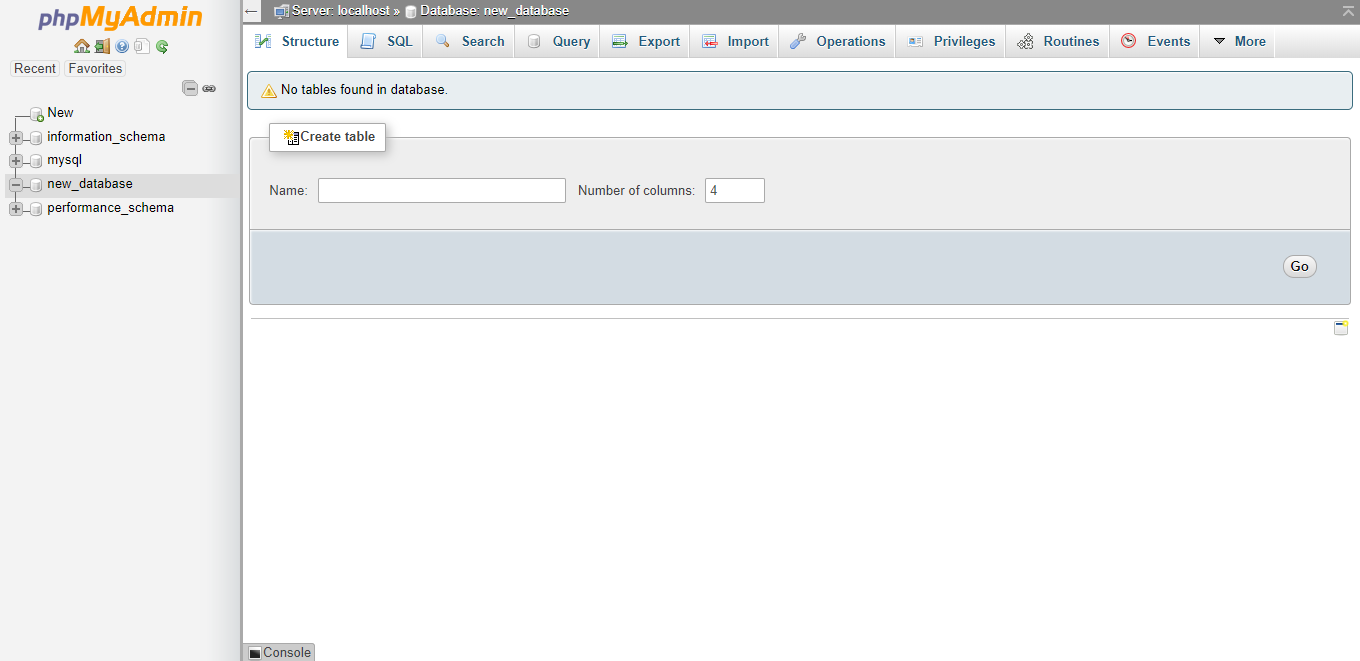 phpMyAdmin
Recent Favorites
New
information_schema
mysql
new_database
performance_schema
Server: localhost » Database: new_database
Structure SQL Search Query Export Import Operations Privileges Routines Events More
No tables found in database.
Create table
Name: Number of columns: 4
Go
Console